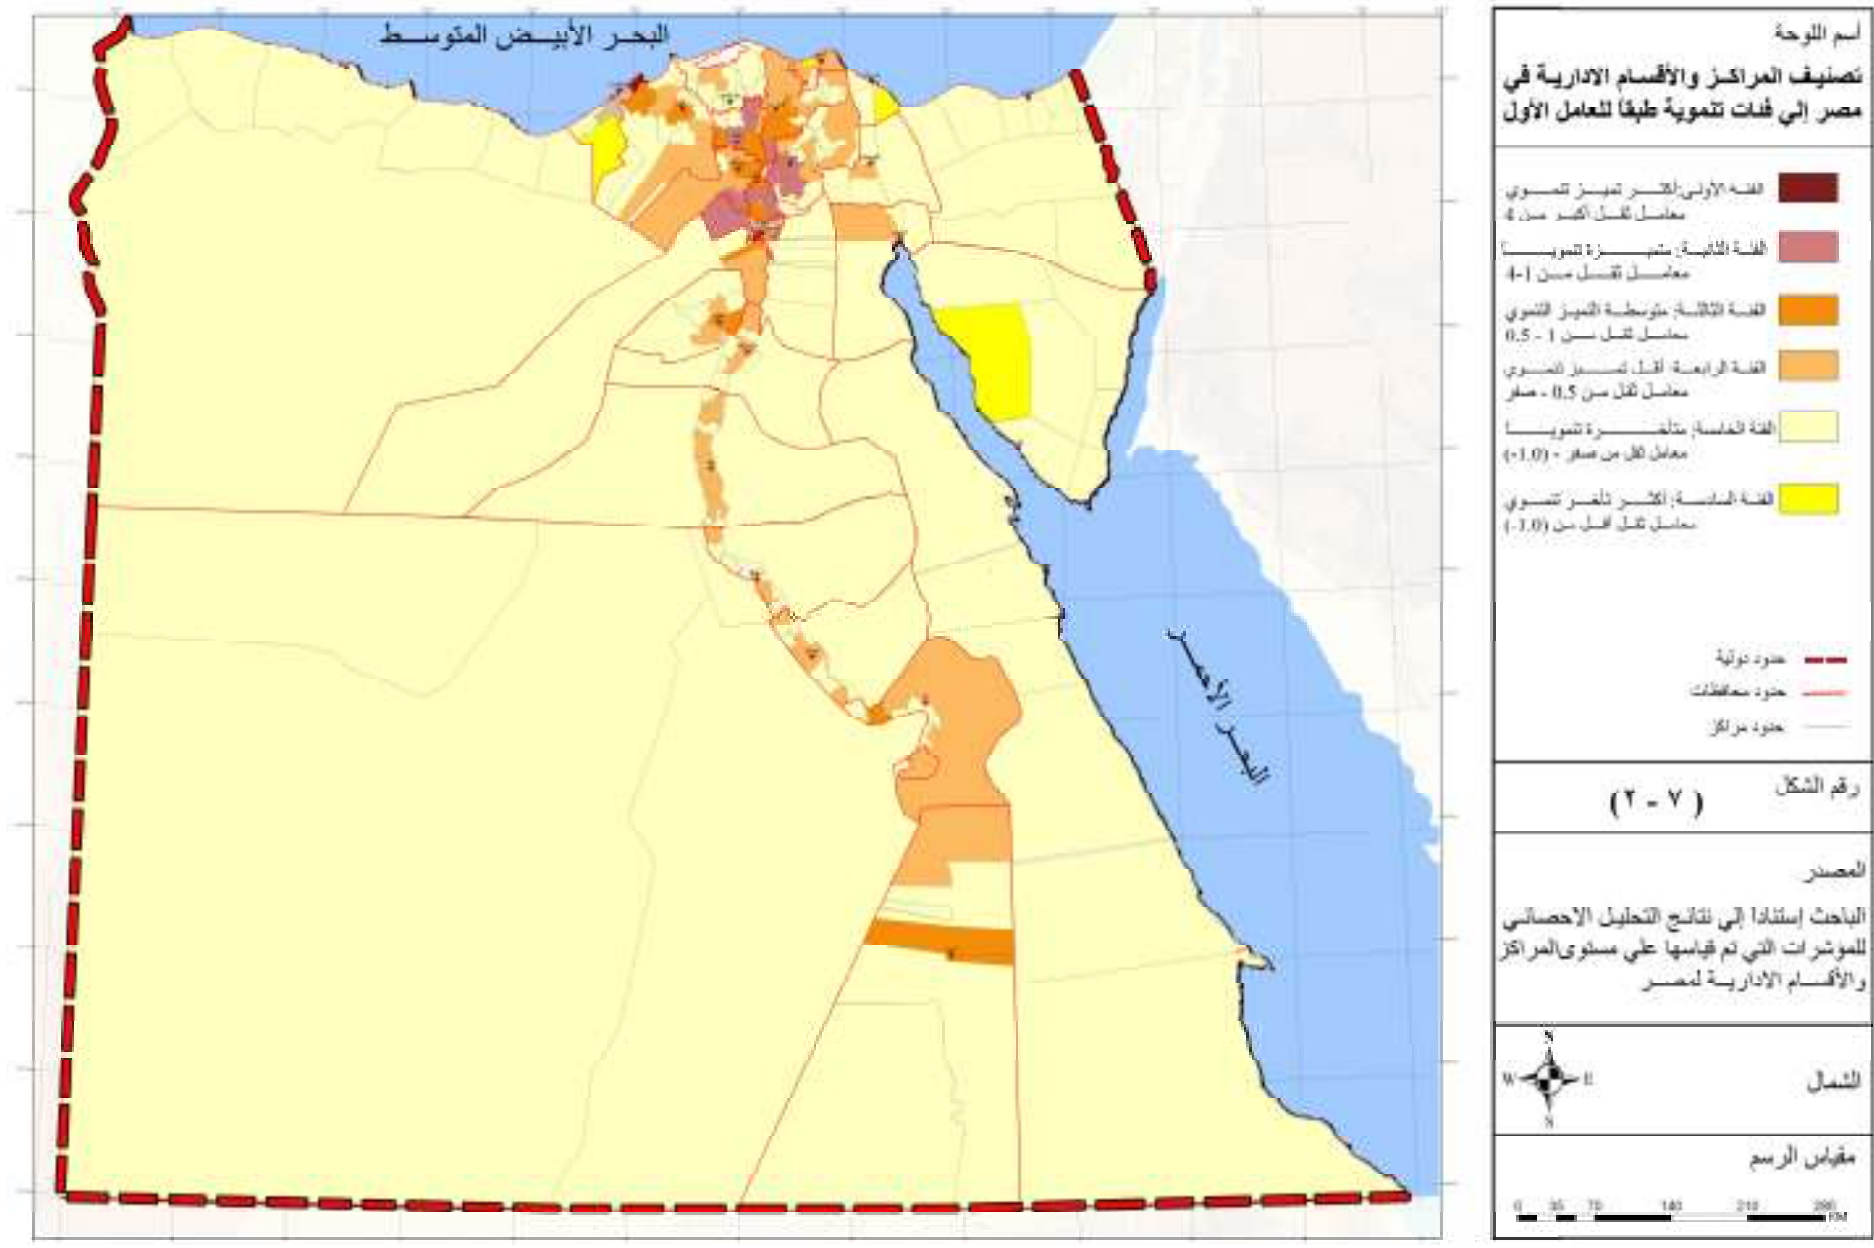 البحر الأبيض المتوسط
البحر الأحمر
أسم اللوحة
تصنيف المراكز والأقسام الادارية في
مصر إلي فئات تنموية طبقا للعامل الأول
الفئة الأولى: أكثر تميز تنموي
معامل ثقل أكبر من 4
الفئة الثانية: متميزة تنمويا
معامل ثقل من 1-4
الفئة الثالثة: متوسطة التميز التنموي
معامل ثقل من 1 - 0.5
الفئة الرابعة: أقل تميز تنموي
معامل ثقل من 0.5 - صفر
الفئة الخامسة: متأخرة تنمويا
معامل ثقل من صفر - (1.0-)
الفئة السادسة: أكثر تأخر تنموي
معامل ثقل أقل من (1.0-)
حدود دولية
حدود محافظات
حدود مراكز
رقم الشكل
(٧ - ٢)
المصدر
الباحث إستنادا إلي نتائج التحليل الاحصائي
للموشرات التي تم قياسها علي مستوى المراكز
والأقسام الادارية لمصر
الشمال
N
W E
S
مقياس الرسم
0 35 70 140 210 280
KM